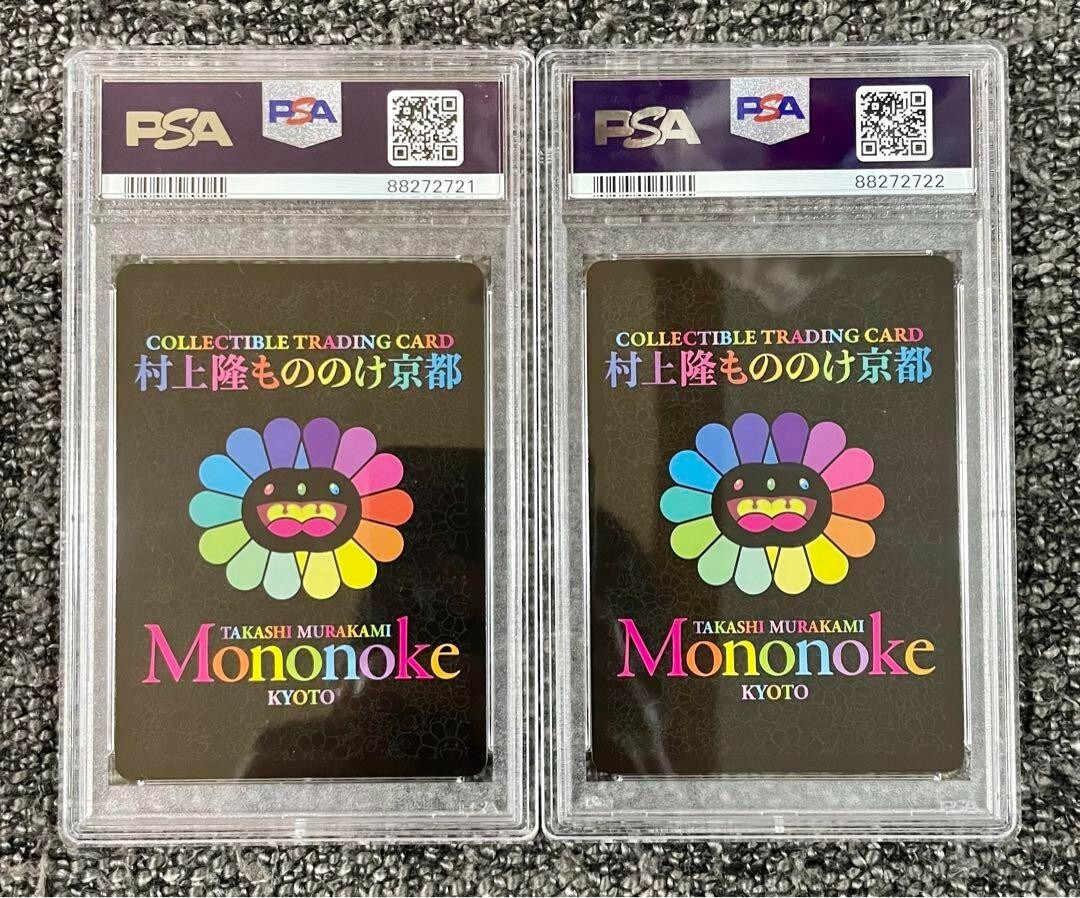 PSA
PSA
88272721
COLLECTIBLE TRADING CARD
村上隆もののけ京都
TAKASHI MURAKAMI
Mononoke
KYOTO
PSA
PSA
88272722
COLLECTIBLE TRADING CARD
村上隆もののけ京都
TAKASHI MURAKAMI
Mononoke
KYOTO